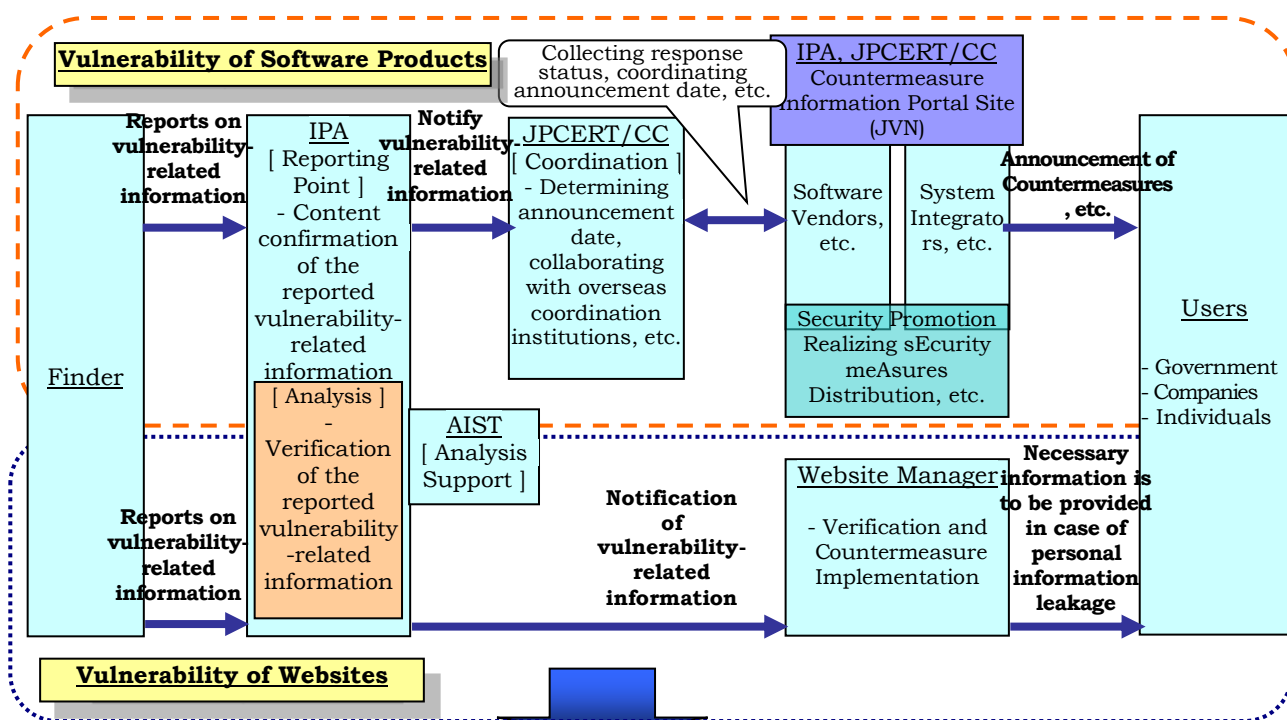 Vulnerability of Software Products
Collecting response
status, coordinating
announcement date, etc.
IPA, JPCERT/CC
Countermeasure
Information Portal Site
(JVN)
Finder
Reports on
vulnerability-
related
information
IPA
[ Reporting
Point ]
- Content
confirmation
of the
reported
vulnerability-
related
information
[ Analysis ]
-
Verification
of the
reported
vulnerability
-related
information
Notify
vulnerability-
related
information
JPCERT/CC
[ Coordination ]
- Determining
announcement
date,
collaborating
with overseas
coordination
institutions, etc.
Software
Vendors,
etc.
System
Integrato
rs, etc.
Security Promotion
Realizing sEcurity
meAsures
Distribution, etc.
Announcement of
Countermeasures
, etc.
Users
- Government
- Companies
- Individuals
AIST
[ Analysis
Support ]
Reports on
vulnerability-
related
information
Notification
of
vulnerability-
related
information
Website Manager
- Verification and
Countermeasure
Implementation
Necessary
information is
to be provided
in case of
personal
information
leakage
Vulnerability of Websites